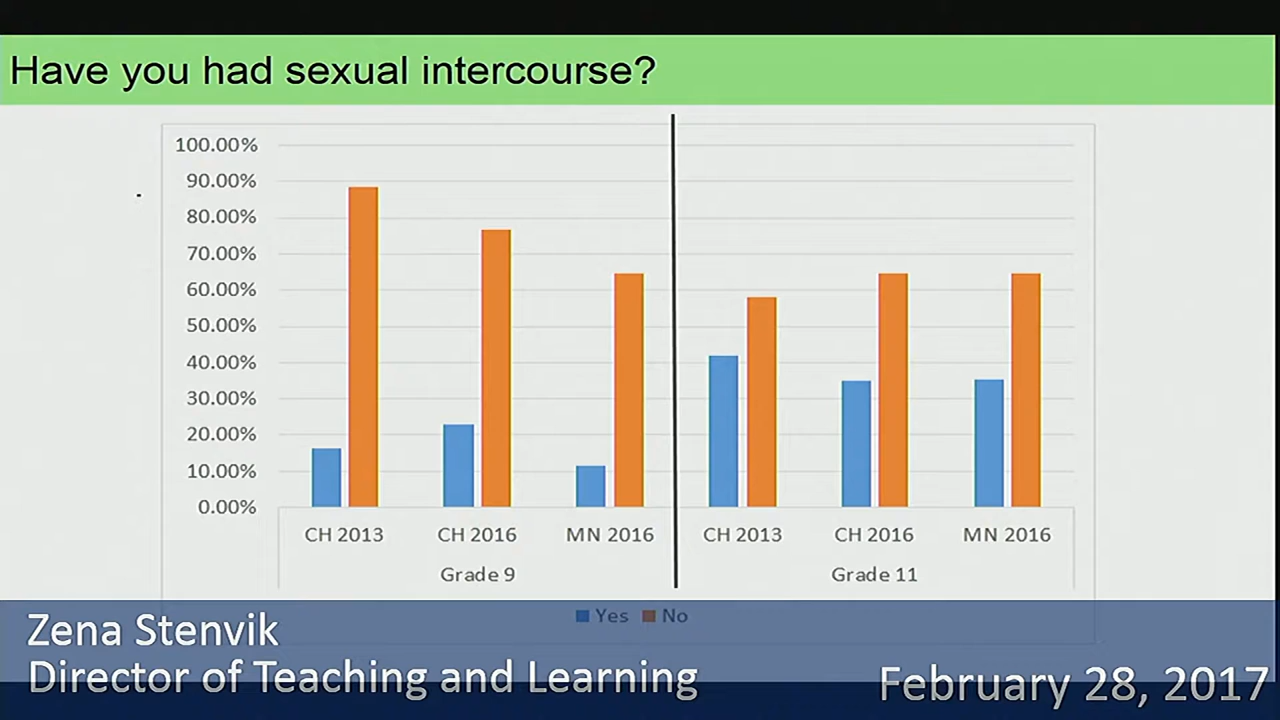 Have you had sexual intercourse?
100.00%
90.00%
80.00%
70.00%
60.00%
50.00%
40.00%
30.00%
20.00%
10.00%
0.00%
CH 2013 CH 2016 MN 2016 CH 2013 CH 2016 MN 2016
Grade 9 Grade 11
Yes No
Zena Stenvik
Director of Teaching and Learning
February 28, 2017